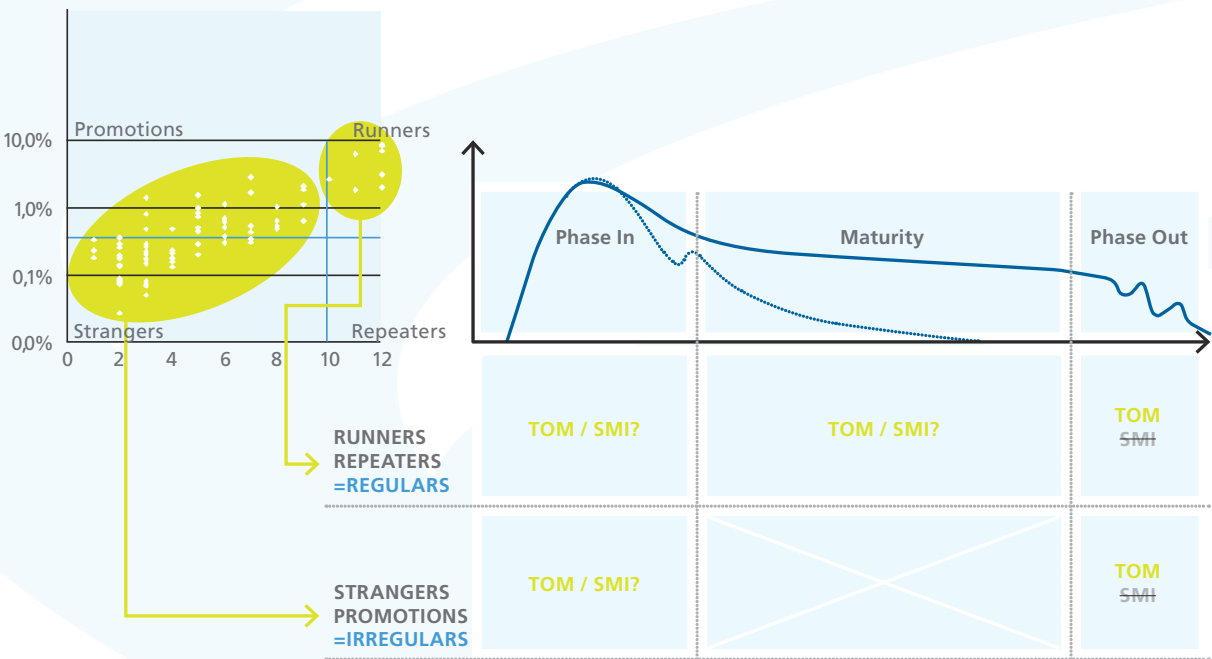 Promotions
Runners
10,0%
1,0%
0,1%
0,0%
Strangers
Repeaters
0 2 4 6 8 10 12
Phase In
Maturity
Phase Out
RUNNERS
REPEATERS
=REGULARS
TOM / SMI?
TOM / SMI?
TOM
SMI
STRANGERS
PROMOTIONS
=IRREGULARS
TOM / SMI?
TOM
SMI